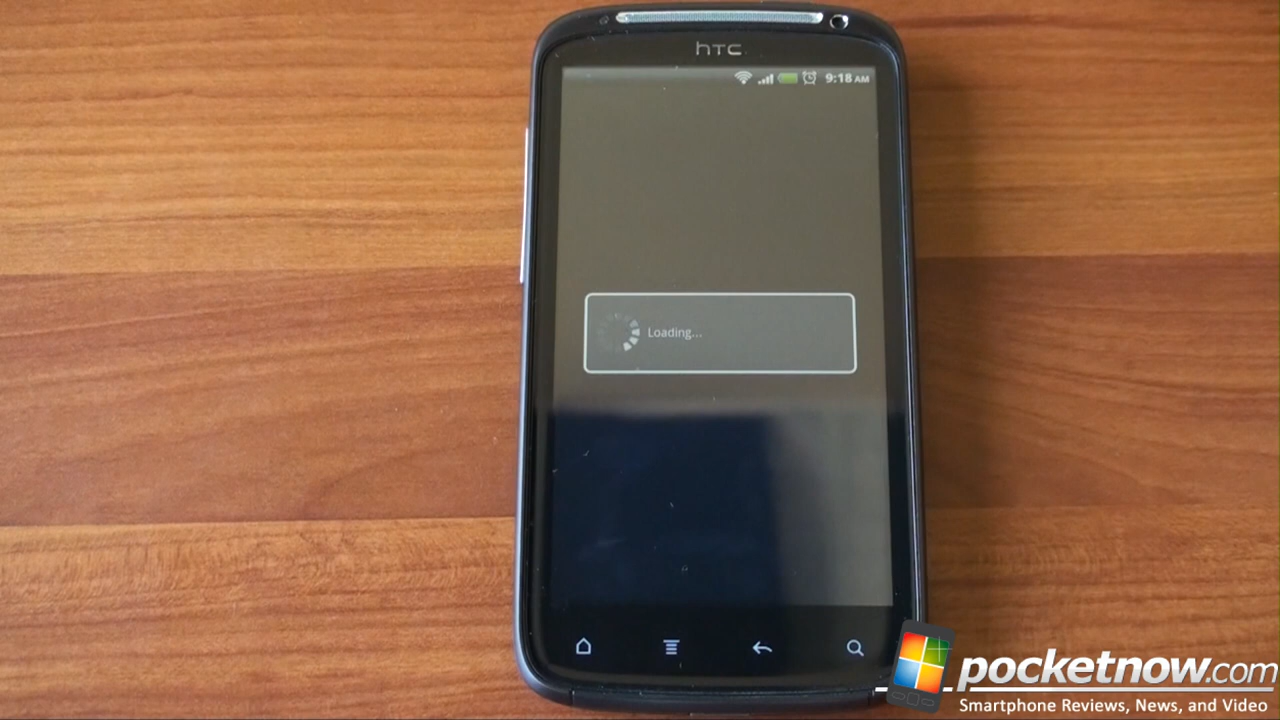 hTC
9:18 AM
Loading...
pocketnow.com
Smartphone Reviews, News, and Video